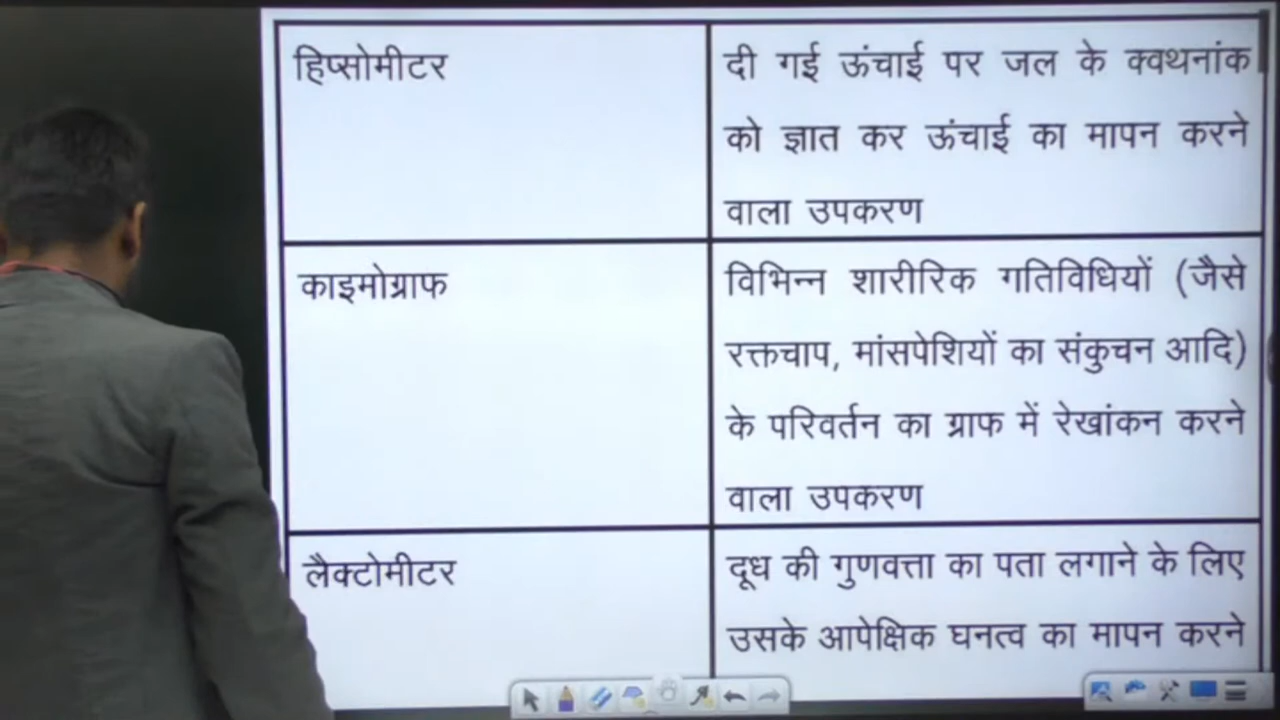 हिप्सोमीटर
दी गई ऊंचाई पर जल के क्वथनांक
को ज्ञात कर ऊंचाई का मापन करने
वाला उपकरण
काइमोग्राफ
विभिन्न शारीरिक गतिविधियों (जैसे
रक्तचाप, मांसपेशियों का संकुचन आदि)
के परिवर्तन का ग्राफ में रेखांकन करने
वाला उपकरण
लैक्टोमीटर
दूध की गुणवत्ता का पता लगाने के लिए
उसके आपेक्षिक घनत्व का मापन करने